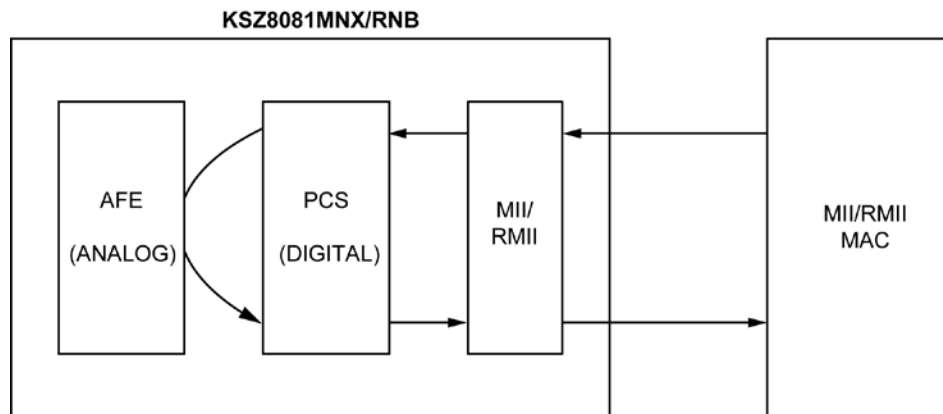 KSZ8081MNX/RNB
AFE
(ANALOG)
PCS
(DIGITAL)
MII/
RMII
MII/RMII
MAC